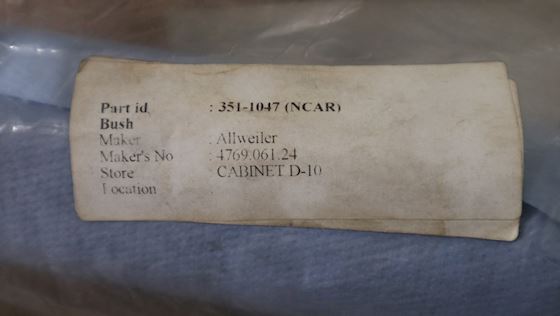 Part id : 351-1047 (NCAR)
Bush
Maker : Allweiler
Maker's No : 4769.061.24
Store : CABINET D-10
Location :